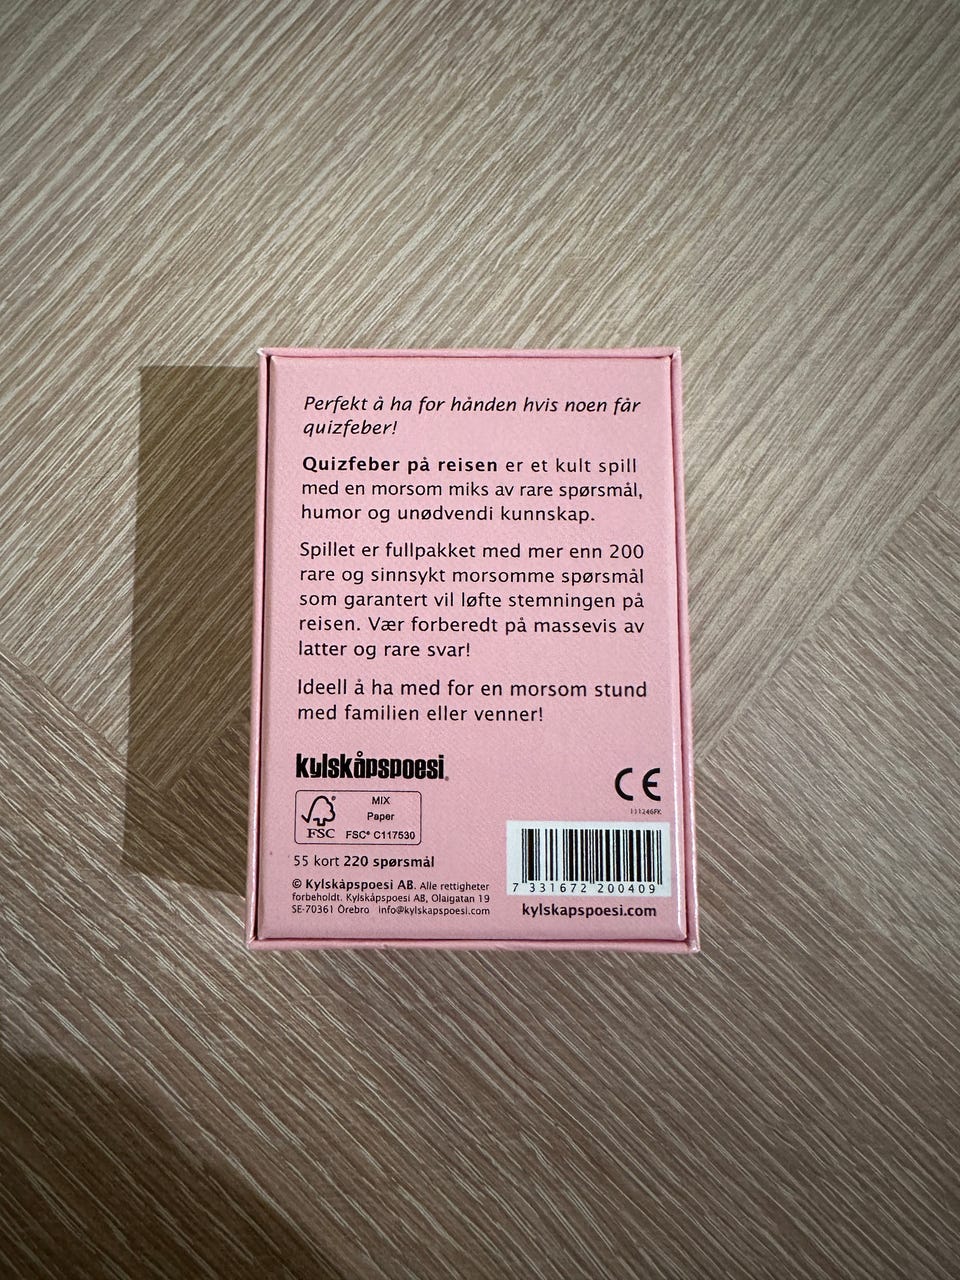 Perfekt å ha for hånden hvis noen får
quizfeber!
Quizfeber på reisen er et kult spill
med en morsom miks av rare spørsmål,
humor og unødvendi kunnskap.
Spillet er fullpakket med mer enn 200
rare og sinnsykt morsomme spørsmål
som garantert vil løfte stemningen på
reisen. Vær forberedt på massevis av
latter og rare svar!
Ideell å ha med for en morsom stund
med familien eller venner!
kylskåpspoesi®
CE
111246FK
MIX
Paper
FSC
FSC® C117530
55 kort 220 spørsmål
© Kylskåpspoesi AB. Alle rettigheter
forbeholdt. Kylskåpspoesi AB, Olaigatan 19
SE-70361 Örebro info@kylskapspoesi.com
7 331672 200409
kylskapspoesi.com